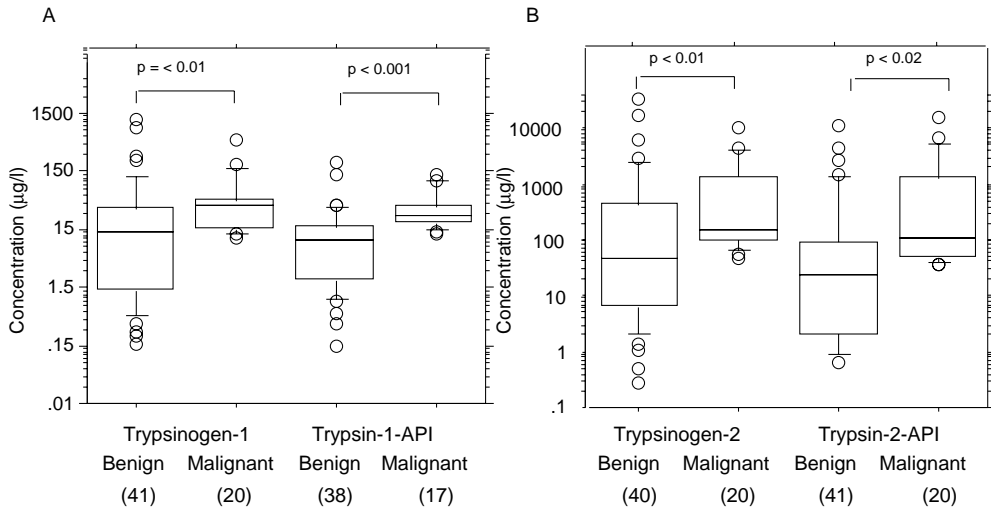 A
p = < 0.01
p < 0.001
1500
150
15
1.5
.15
.01
Concentration (µg/l)
Trypsinogen-1
Trypsin-1-API
Benign
Malignant
Benign
Malignant
(41)
(20)
(38)
(17)
B
p < 0.01
p < 0.02
10000
1000
100
10
1
.1
Concentration (µg/l)
Trypsinogen-2
Trypsin-2-API
Benign
Malignant
Benign
Malignant
(40)
(20)
(41)
(20)